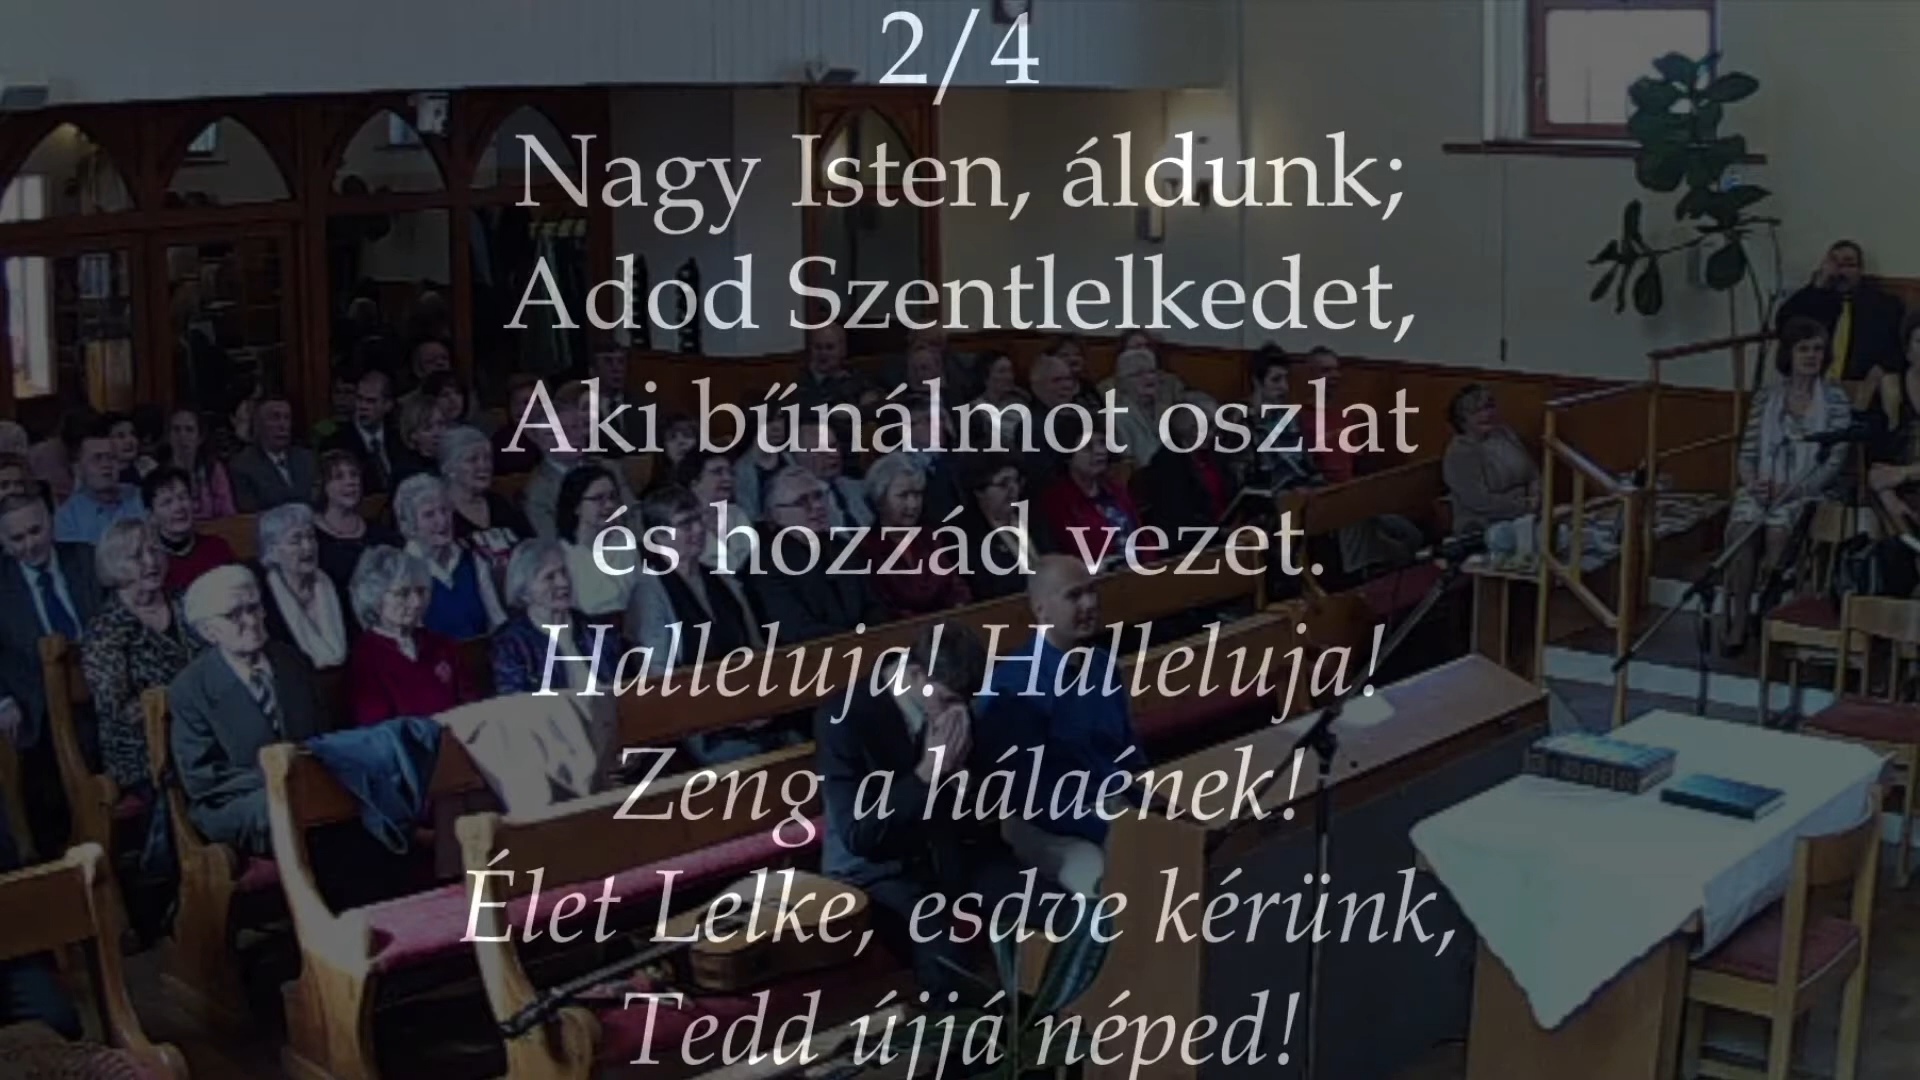 2/4
Nagy Isten, áldunk;
Adod Szentlelkedet,
Aki bűnálmot oszlat
és hozzád vezet.
Halleluja! Halleluja!
Zeng a hálaének!
Élet Lelke, esdve kérünk,
Tedd újjá néped!